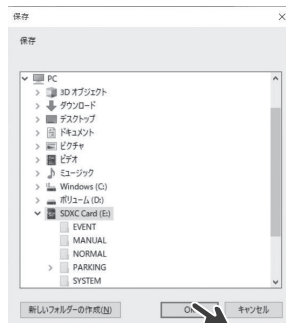 保存
保存
PC
3D オブジェクト
ダウンロード
デスクトップ
ドキュメント
ピクチャ
ビデオ
ミュージック
Windows (C:)
ボリューム (D:)
SDXC Card (E:)
EVENT
MANUAL
NORMAL
PARKING
SYSTEM
新しいフォルダーの作成(N)
OK
キャンセル